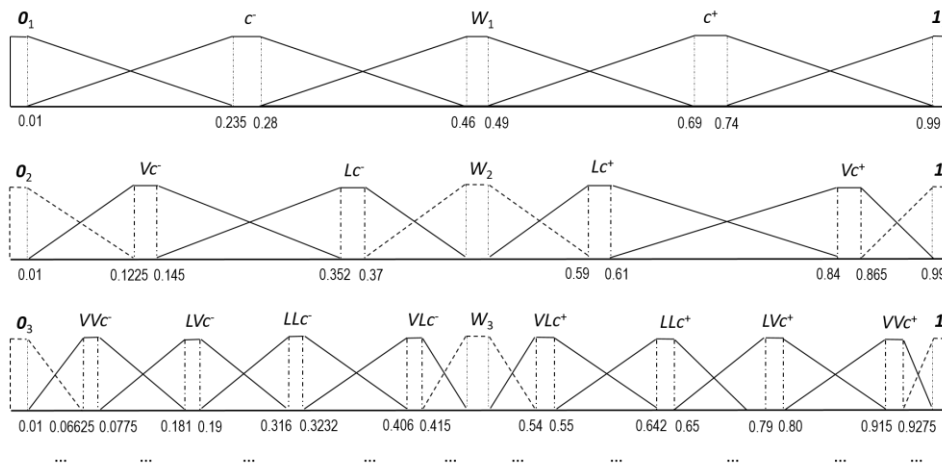 0₁ c⁻ W₁ c⁺ 1
0.01 0.235 0.28 0.46 0.49 0.69 0.74 0.99
0₂ Vc⁻ Lc⁻ W₂ Lc⁺ Vc⁺ 1
0.01 0.1225 0.145 0.352 0.37 0.59 0.61 0.84 0.865 0.99
0₃ VVc⁻ LVc⁻ LLc⁻ VLc⁻ W₃ VLc⁺ LLc⁺ LVc⁺ VVc⁺ 1
0.01 0.06625 0.0775 0.181 0.19 0.316 0.3232 0.406 0.415 0.54 0.55 0.642 0.65 0.79 0.80 0.915 0.9275
... ... ... ... ... ... ... ... ...